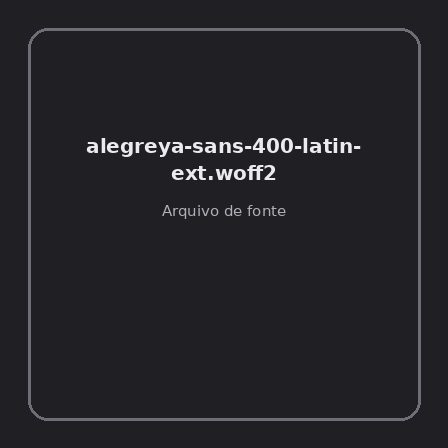 alegreya-sans-400-latin-
ext.woff2
Arquivo de fonte